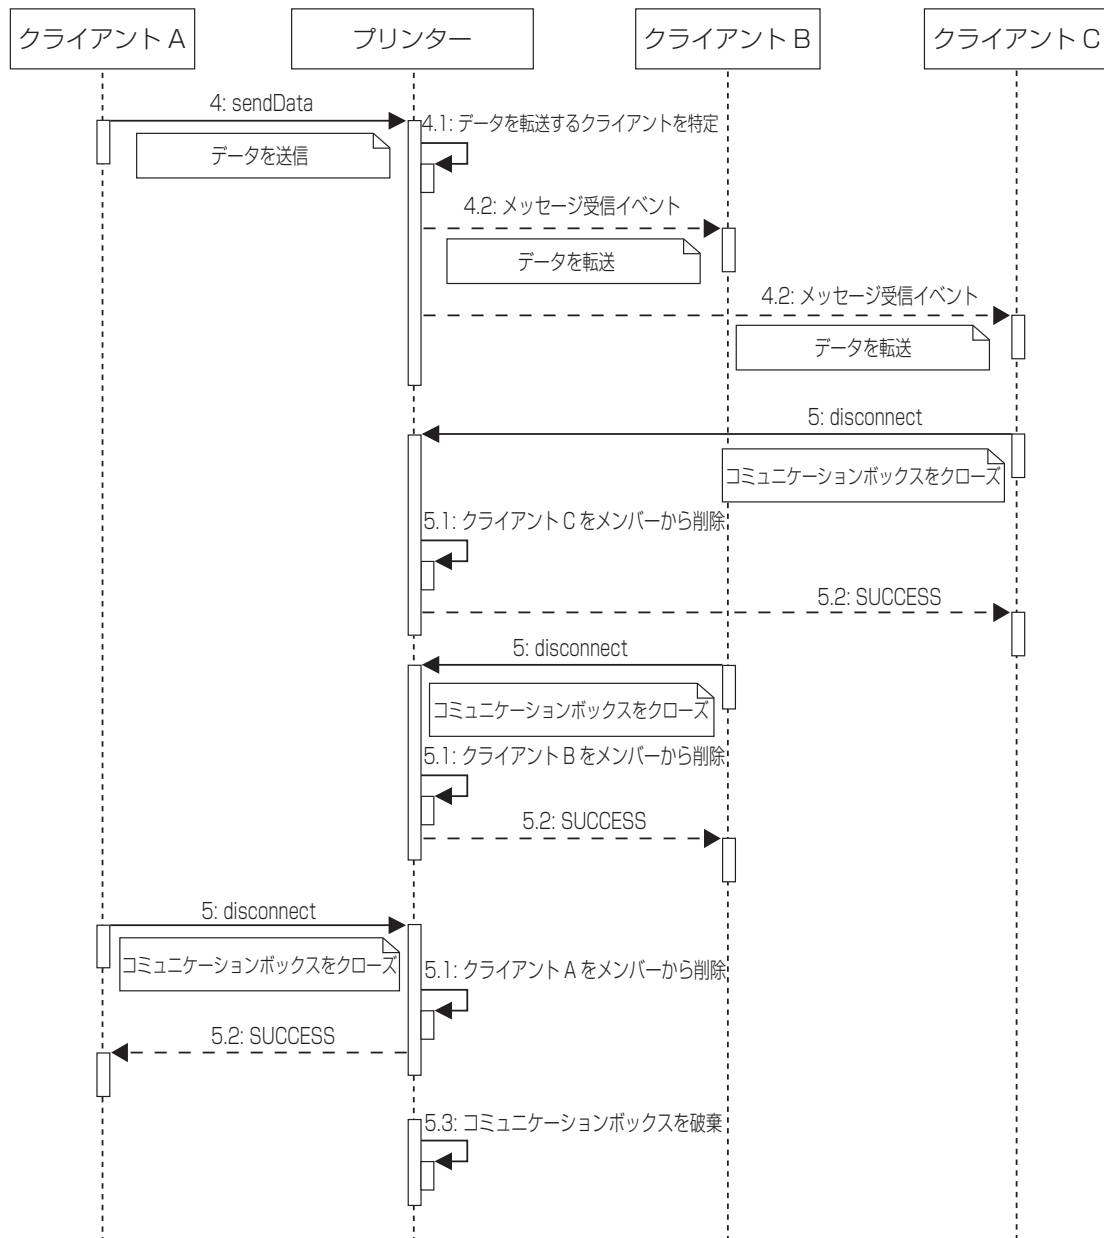 クライアント A
プリンター
クライアント B
クライアント C
4: sendData
4.1: データを転送するクライアントを特定
データを送信
4.2: メッセージ受信イベント
データを転送
4.2: メッセージ受信イベント
データを転送
5: disconnect
コミュニケーションボックスをクローズ
5.1: クライアント C をメンバーから削除
5.2: SUCCESS
5: disconnect
コミュニケーションボックスをクローズ
5.1: クライアント B をメンバーから削除
5.2: SUCCESS
5: disconnect
コミュニケーションボックスをクローズ
5.1: クライアント A をメンバーから削除
5.2: SUCCESS
5.3: コミュニケーションボックスを破棄